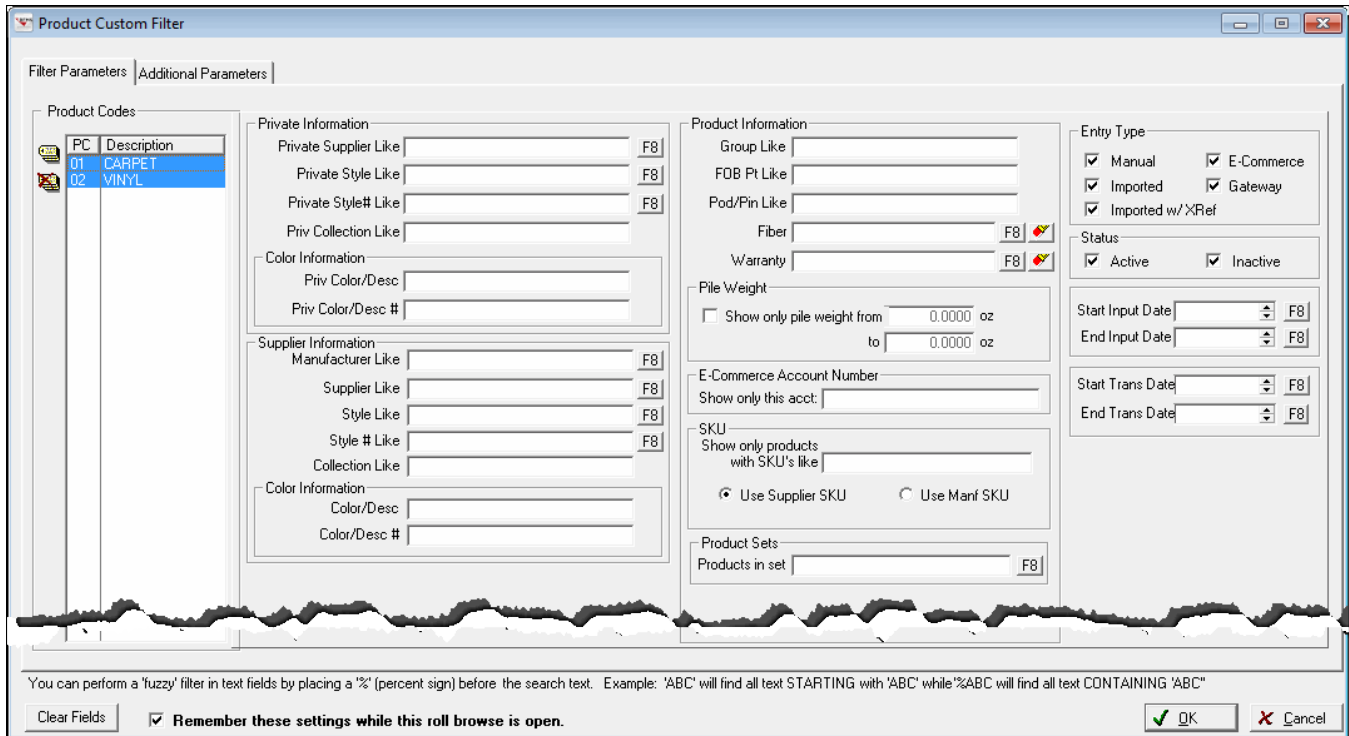 Product Custom Filter
Filter Parameters
Additional Parameters
Product Codes
PC Description
01 CARPET
02 VINYL
Private Information
Private Supplier Like F8
Private Style Like F8
Private Style# Like F8
Priv Collection Like
Color Information
Priv Color/Desc
Priv Color/Desc #
Supplier Information
Manufacturer Like F8
Supplier Like F8
Style Like F8
Style # Like F8
Collection Like
Color Information
Color/Desc
Color/Desc #
Product Information
Group Like
FOB Pt Like
Pod/Pin Like
Fiber F8
Warranty F8
Pile Weight
Show only pile weight from 0.0000 oz
to 0.0000 oz
E-Commerce Account Number
Show only this acct:
SKU
Show only products
with SKU's like
Use Supplier SKU Use Manf SKU
Product Sets
Products in set F8
Entry Type
Manual E-Commerce
Imported Gateway
Imported w/ XRef
Status
Active Inactive
Start Input Date F8
End Input Date F8
Start Trans Date F8
End Trans Date F8
You can perform a 'fuzzy' filter in text fields by placing a '%' (percent sign) before the search text. Example: 'ABC' will find all text STARTING with 'ABC' while'%ABC will find all text CONTAINING 'ABC"
Clear Fields
Remember these settings while this roll browse is open.
OK
Cancel